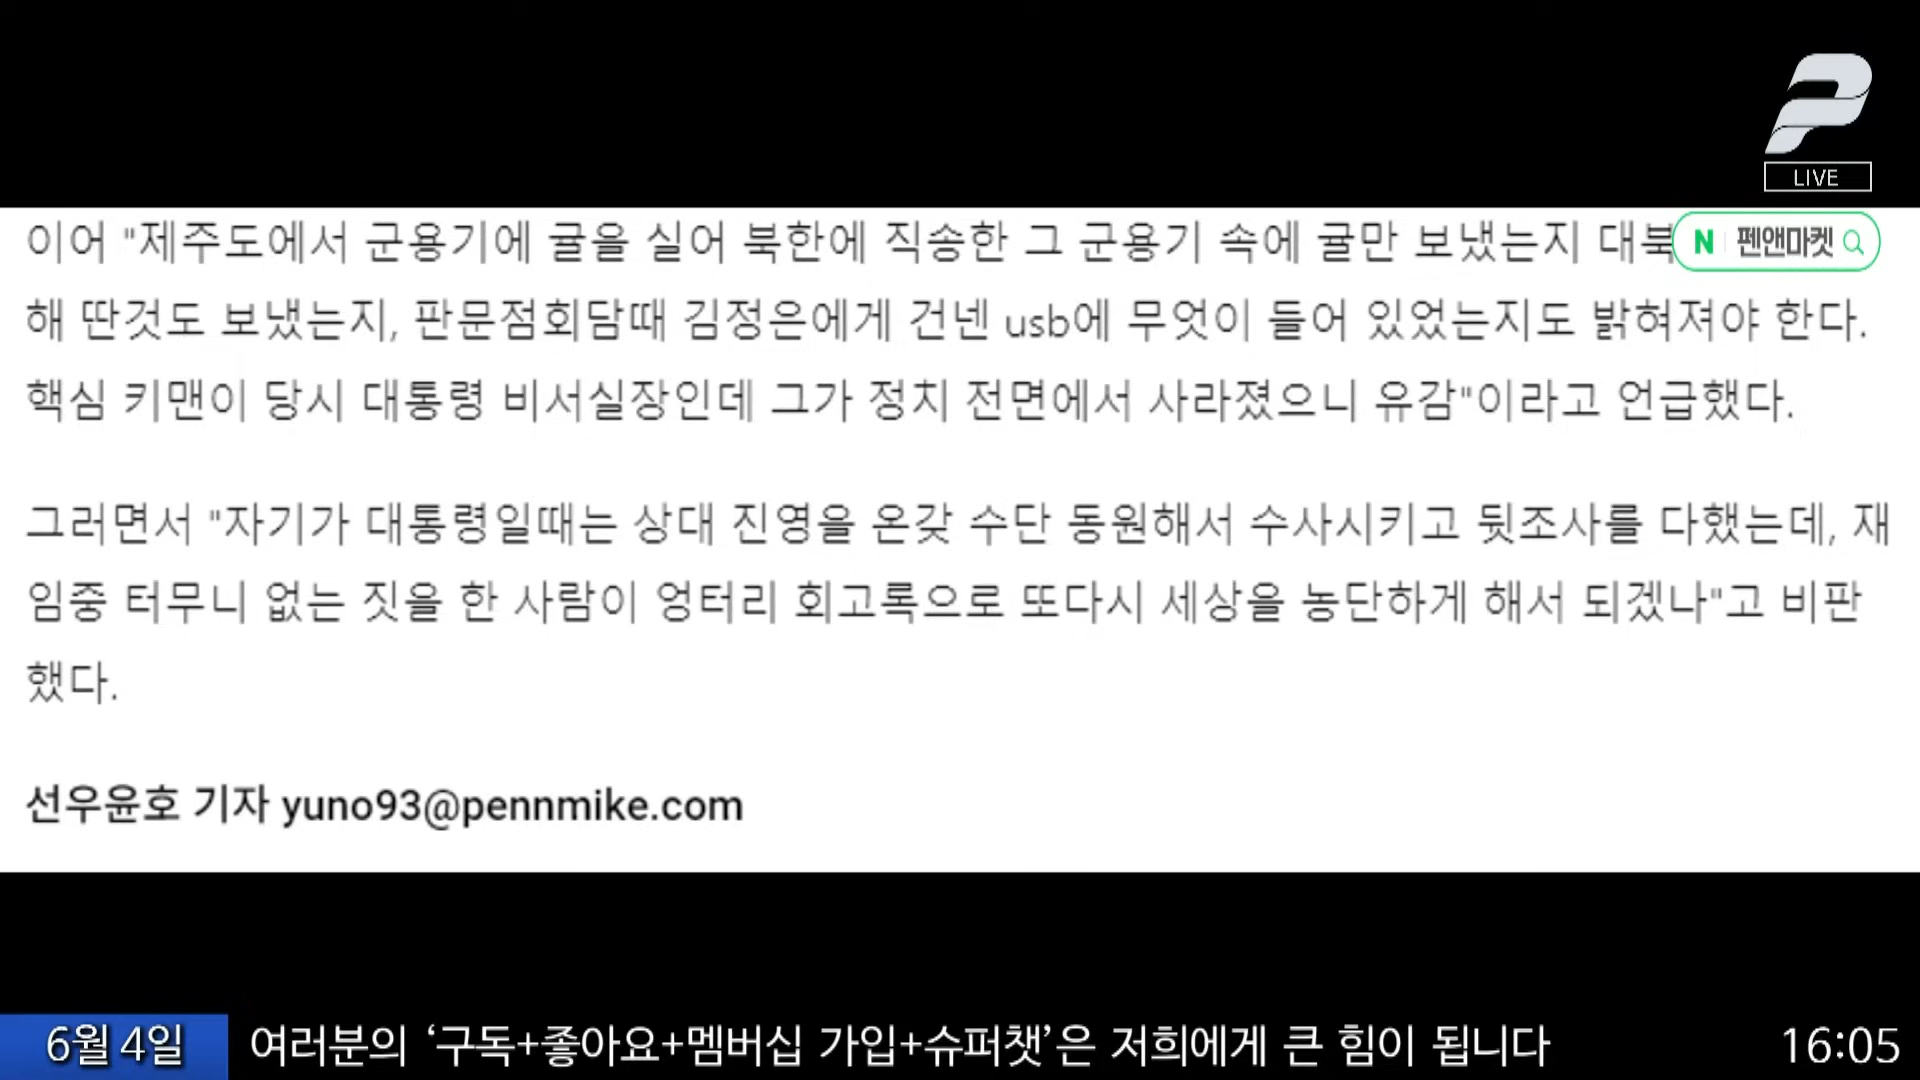 LIVE
이어 "제주도에서 군용기에 귤을 실어 북한에 직송한 그 군용기 속에 귤만 보냈는지 대북
N 펜앤마켓
해 딴것도 보냈는지, 판문점회담때 김정은에게 건넨 usb에 무엇이 들어 있었는지도 밝혀져야 한다.
핵심 키맨이 당시 대통령 비서실장인데 그가 정치 전면에서 사라졌으니 유감"이라고 언급했다.
그러면서 "자기가 대통령일때는 상대 진영을 온갖 수단 동원해서 수사시키고 뒷조사를 다했는데, 재
임중 터무니 없는 짓을 한 사람이 엉터리 회고록으로 또다시 세상을 농단하게 해서 되겠나"고 비판
했다.
선우윤호 기자 yuno93@pennmike.com
6월 4일 여러분의 ‘구독+좋아요+멤버십 가입+슈퍼챗’은 저희에게 큰 힘이 됩니다 16:05